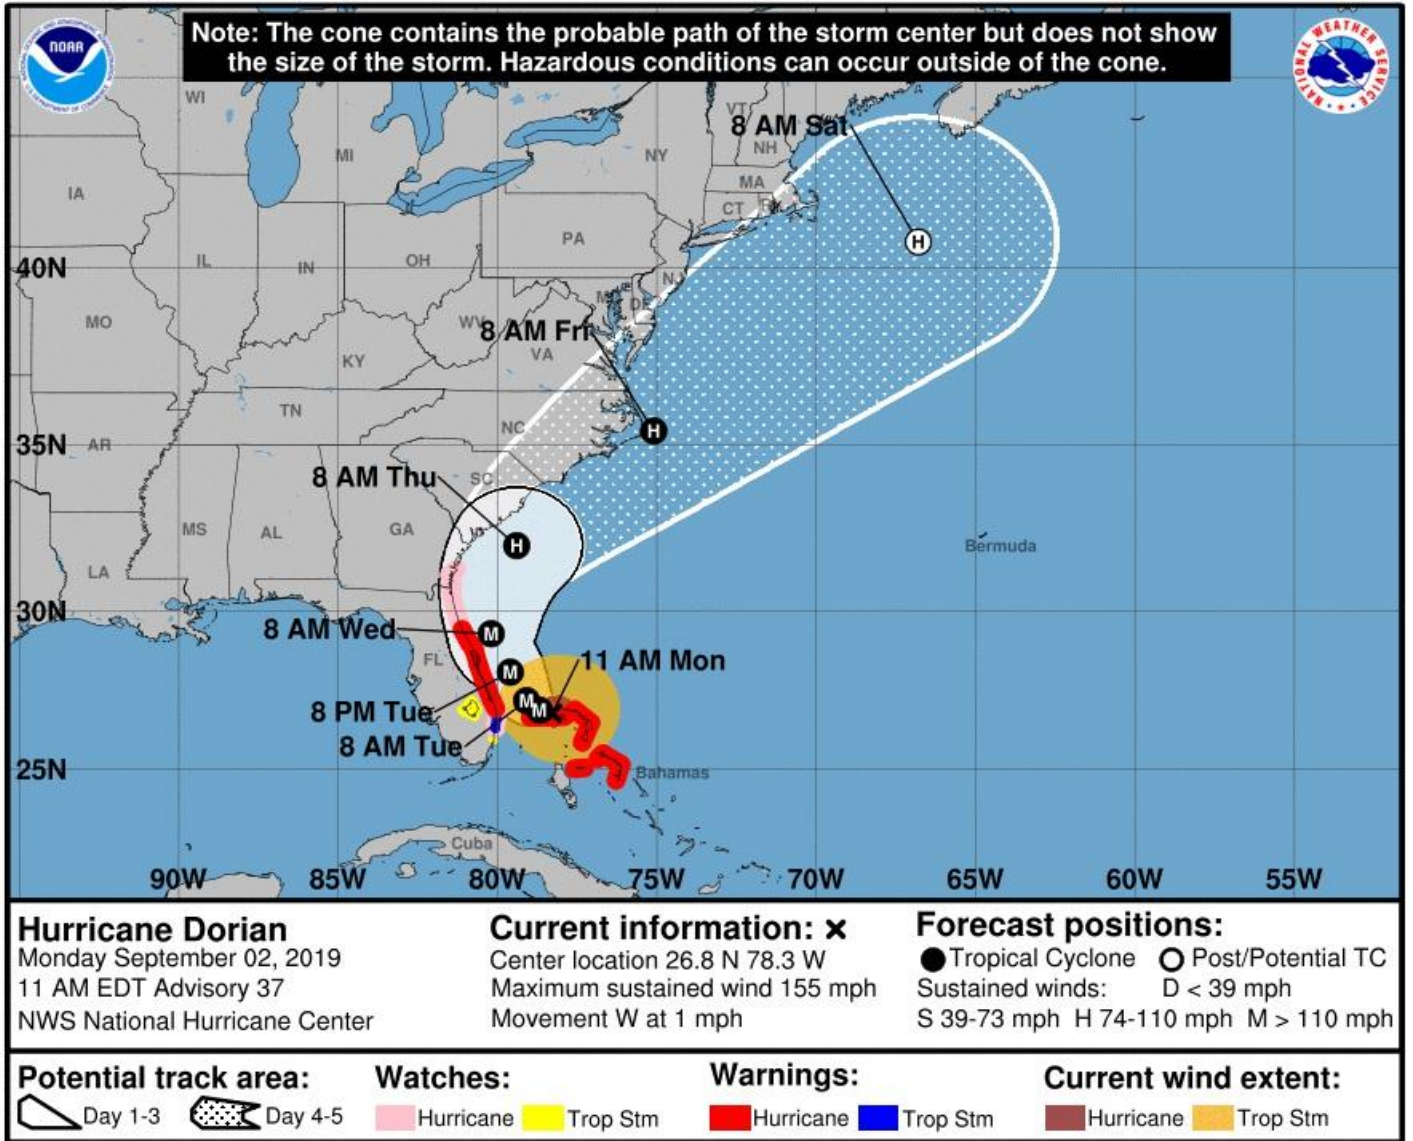 Note: The cone contains the probable path of the storm center but does not show
the size of the storm. Hazardous conditions can occur outside of the cone.
NOAA
NATIONAL WEATHER SERVICE
WI
VT
8 AM Sat
NH
MI
NY
MA
IA
CT
RI
PA
IL
IN
OH
40N
NJ
DE
MO
WV
8 AM Fri
VA
KY
TN
NC
AR
35N
8 AM Thu
SC
MS
AL
GA
Bermuda
LA
30N
8 AM Wed
FL
11 AM Mon
8 PM Tue
8 AM Tue
25N
Bahamas
Cuba
90W 85W 80W 75W 70W 65W 60W 55W
H
H
H
M
M
M
M
Hurricane Dorian
Monday September 02, 2019
11 AM EDT Advisory 37
NWS National Hurricane Center
Current information: ×
Center location 26.8 N 78.3 W
Maximum sustained wind 155 mph
Movement W at 1 mph
Forecast positions:
Tropical Cyclone Post/Potential TC
Sustained winds: D < 39 mph
S 39-73 mph H 74-110 mph M > 110 mph
Potential track area:
Day 1-3 Day 4-5
Watches:
Hurricane Trop Stm
Warnings:
Hurricane Trop Stm
Current wind extent:
Hurricane Trop Stm